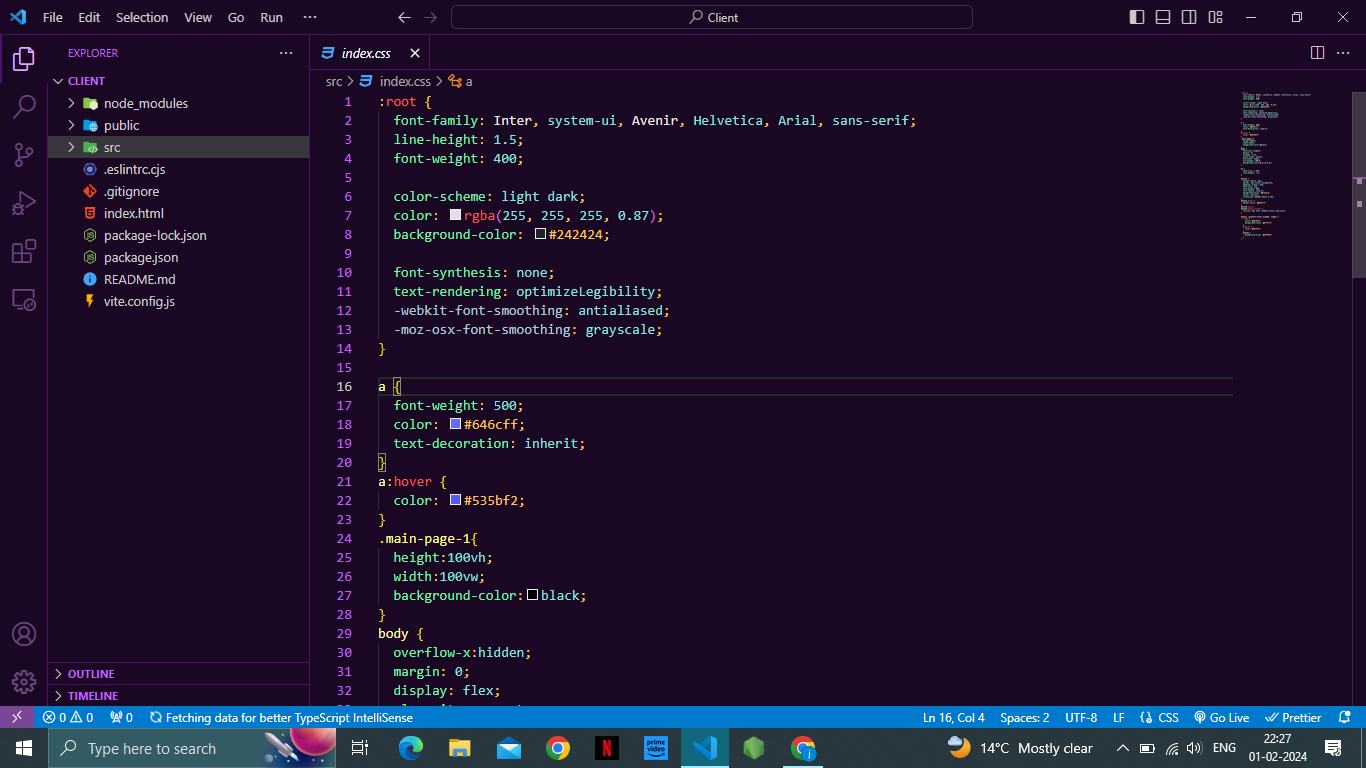 File Edit Selection View Go Run ··· Client
EXPLORER ···
CLIENT
node_modules
public
src
.eslintrc.cjs
.gitignore
index.html
package-lock.json
package.json
README.md
vite.config.js
OUTLINE
TIMELINE
index.css
src > index.css > a
1 :root {
2 font-family: Inter, system-ui, Avenir, Helvetica, Arial, sans-serif;
3 line-height: 1.5;
4 font-weight: 400;
5
6 color-scheme: light dark;
7 color: rgba(255, 255, 255, 0.87);
8 background-color: #242424;
9
10 font-synthesis: none;
11 text-rendering: optimizeLegibility;
12 -webkit-font-smoothing: antialiased;
13 -moz-osx-font-smoothing: grayscale;
14 }
15
16 a {
17 font-weight: 500;
18 color: #646cff;
19 text-decoration: inherit;
20 }
21 a:hover {
22 color: #535bf2;
23 }
24 .main-page-1{
25 height:100vh;
26 width:100vw;
27 background-color: black;
28 }
29 body {
30 overflow-x:hidden;
31 margin: 0;
32 display: flex;
0 0 0 Fetching data for better TypeScript IntelliSense Ln 16, Col 4 Spaces: 2 UTF-8 LF CSS Go Live Prettier
Type here to search 14°C Mostly clear ENG 22:27
01-02-2024